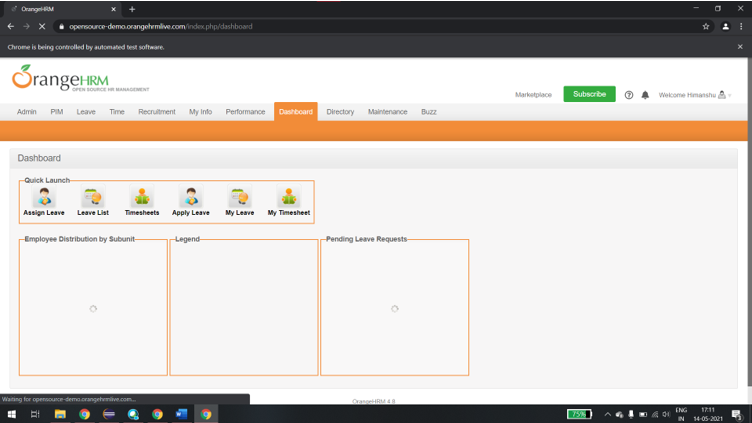 OrangeHRM
opensource-demo.orangehrmlive.com/index.php/dashboard
Chrome is being controlled by automated test software.
OrangeHRM
OPEN SOURCE HR MANAGEMENT
Marketplace Subscribe Welcome Himanshu
Admin PIM Leave Time Recruitment My Info Performance Dashboard Directory Maintenance Buzz
Dashboard
Quick Launch
Assign Leave Leave List Timesheets Apply Leave My Leave My Timesheet
Employee Distribution by Subunit Legend Pending Leave Requests
Waiting for opensource-demo.orangehrmlive.com...
OrangeHRM 4.8
75% ENG 17:11
IN 14-05-2021